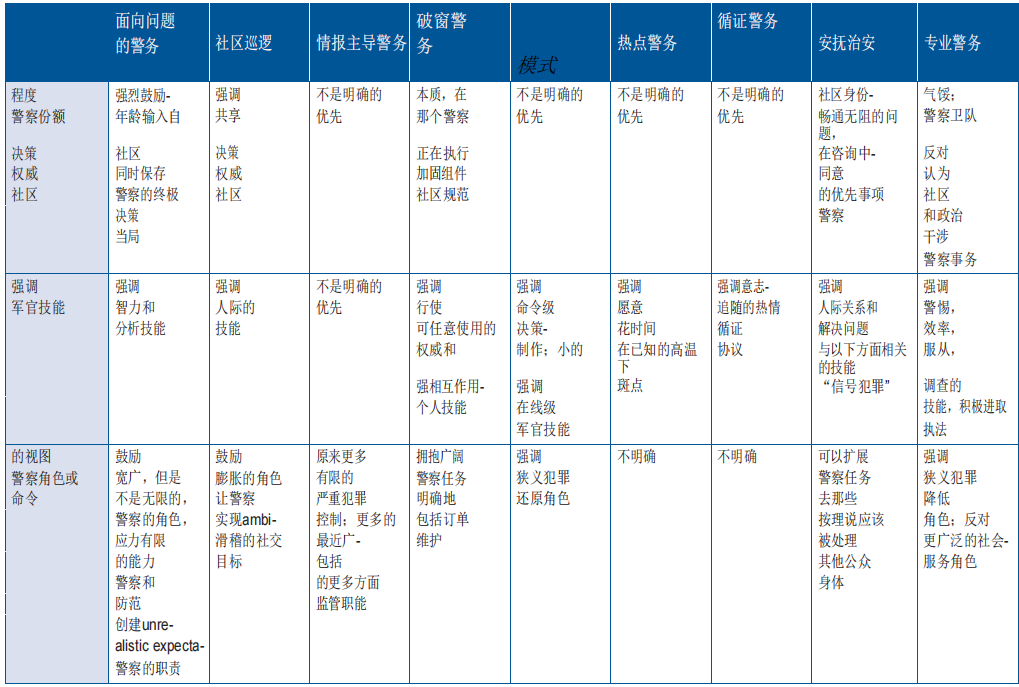 面向问题
的警务
社区巡逻
情报主导警务
破窗警
务
模式
热点警务
循证警务
安抚治安
专业警务
程度
警察份额
决策
权威
社区
强烈鼓励-
年龄输入自
社区
同时保存
警察的终极
决策
当局
强调
共享
决策
权威
社区
不是明确的
优先
本质，在
那个警察
正在执行
加固组件
社区规范
不是明确的
优先
不是明确的
优先
不是明确的
优先
社区身份-
畅通无阻的问
题，
在咨询中-
同意
的优先事项
警察
气馁；
警察卫队
反对
认为
社区
和政治
干涉
警察事务
强调
军官技能
强调
智力和
分析技能
强调
人际的
技能
不是明确的
优先
强调
行使
可任意使用的
权威和
强相互作用-
个人技能
强调
命令级
决策-
制作；小的
强调
在线级
军官技能
强调
愿意
花时间
在已知的高温
下
斑点
强调意志-
追随的热情
循证
协议
强调
人际关系和
解决问题
与以下方面相关
的技能
“信号犯罪”
强调
警惕，
效率，
服从，
调查的
技能，积极进取
执法
的视图
警察角色或
命令
鼓励
宽广，但是
不是无限的，
警察的角色，
应力有限
的能力
警察和
防范
创建unre-
alistic expecta-
警察的职责
鼓励
膨胀的角色
让警察
实现ambi-
滑稽的社交
目标
原来更多
有限的
严重犯罪
控制；更多的
最近广-
包括
的更多方面
监管职能
拥抱广阔
警察任务
明确地
包括订单
维护
强调
狭义犯罪
还原角色
不明确
不明确
可以扩展
警察任务
去那些
按理说应该
被处理
其他公众
身体
强调
狭义犯罪
降低
角色；反对
更广泛的社会-
服务角色